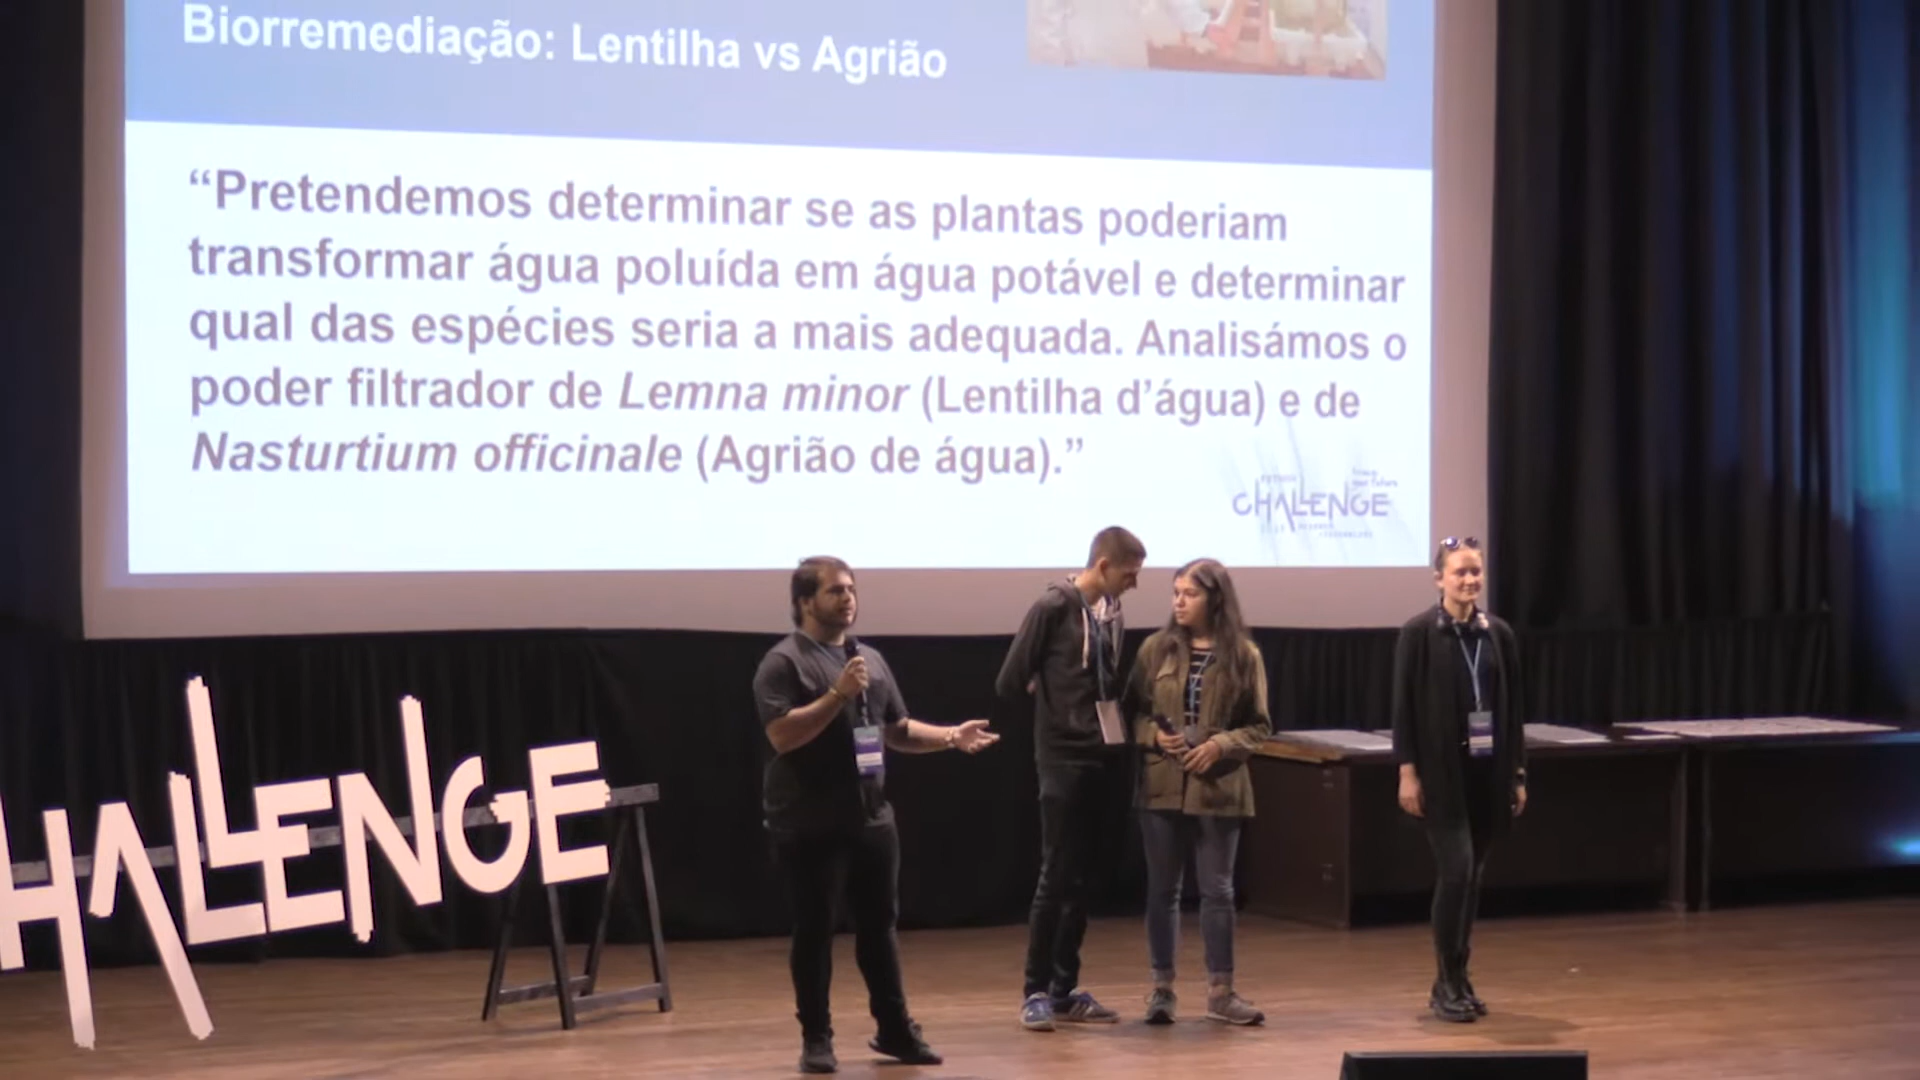 Biorremediação: Lentilha vs Agrião
“Pretendemos determinar se as plantas poderiam
transformar água poluída em água potável e determinar
qual das espécies seria a mais adequada. Analisámos o
poder filtrador de Lemna minor (Lentilha d’água) e de
Nasturtium officinale (Agrião de água).”
CHALLENGE
HALLENGE